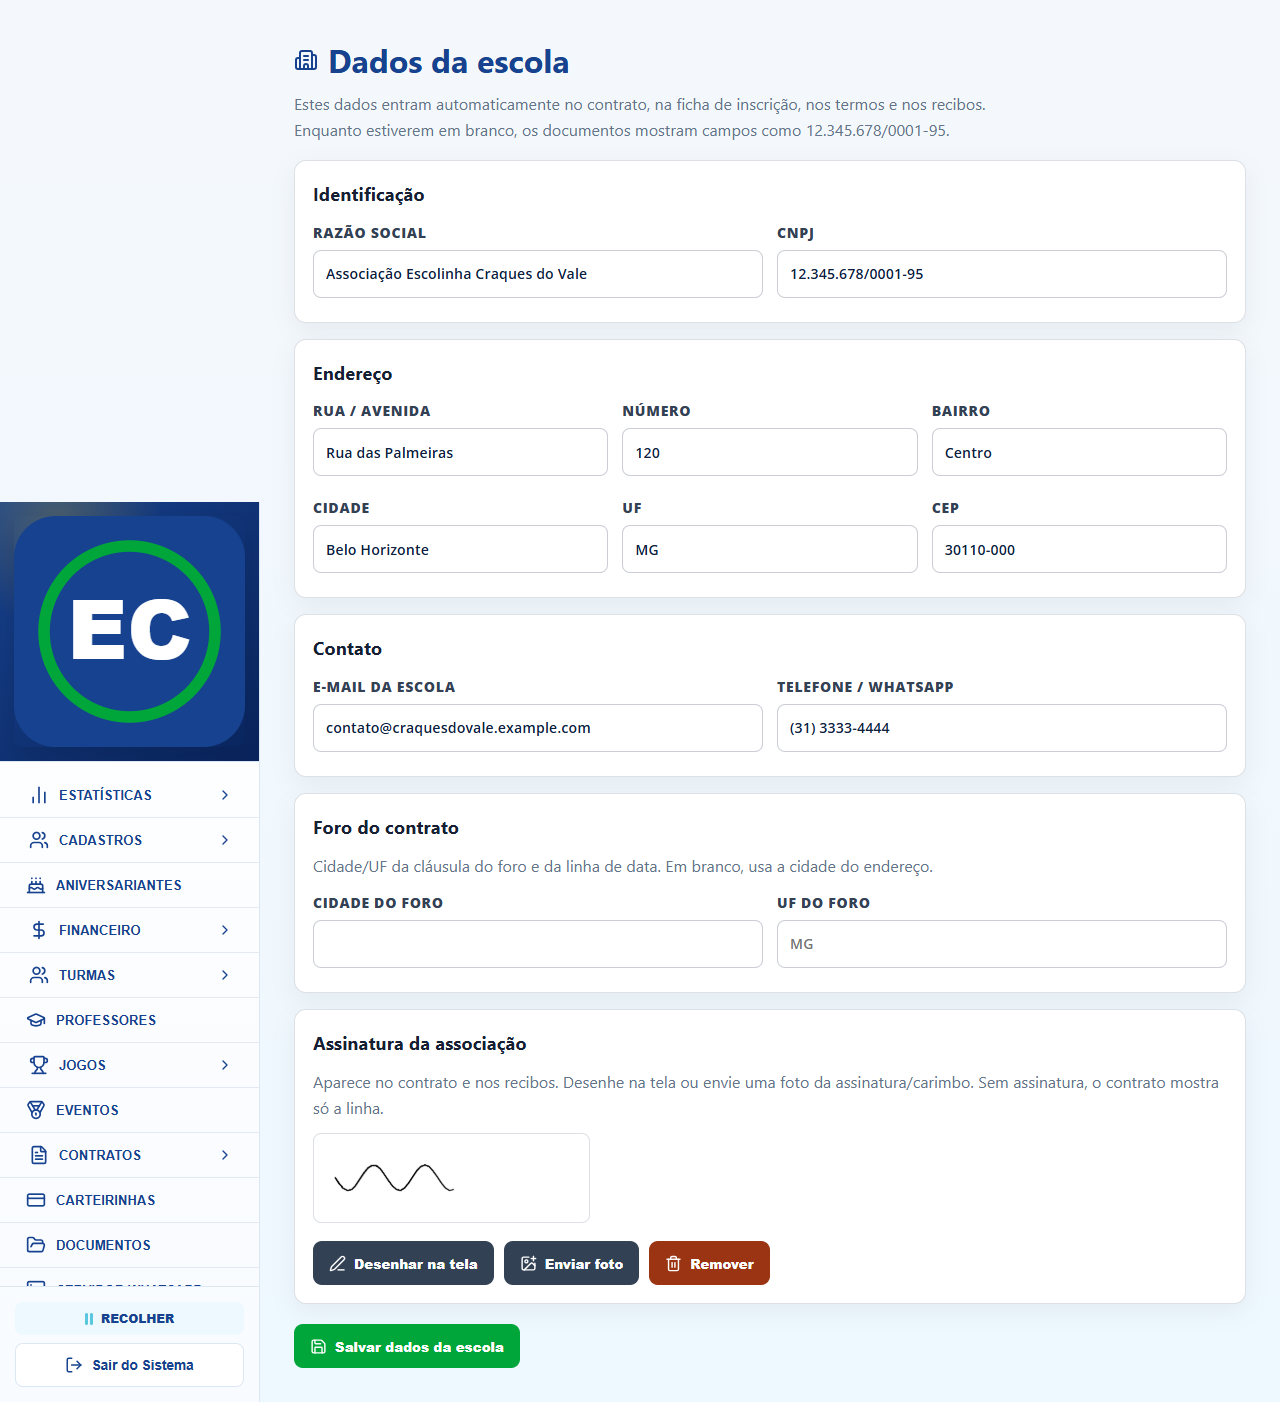 Dados da escola
Estes dados entram automaticamente no contrato, na ficha de inscrição, nos termos e nos recibos.
Enquanto estiverem em branco, os documentos mostram campos como 12.345.678/0001-95.
Identificação
RAZÃO SOCIAL
CNPJ
Associação Escolinha Craques do Vale
12.345.678/0001-95
Endereço
RUA / AVENIDA
NÚMERO
BAIRRO
Rua das Palmeiras
120
Centro
CIDADE
UF
CEP
Belo Horizonte
MG
30110-000
Contato
E-MAIL DA ESCOLA
TELEFONE / WHATSAPP
contato@craquesdovale.example.com
(31) 3333-4444
Foro do contrato
Cidade/UF da cláusula do foro e da linha de data. Em branco, usa a cidade do endereço.
CIDADE DO FORO
UF DO FORO
MG
Assinatura da associação
Aparece no contrato e nos recibos. Desenhe na tela ou envie uma foto da assinatura/carimbo. Sem assinatura, o contrato mostra
só a linha.
Desenhar na tela
Enviar foto
Remover
Salvar dados da escola
EC
ESTATÍSTICAS
CADASTROS
ANIVERSARIANTES
FINANCEIRO
TURMAS
PROFESSORES
JOGOS
EVENTOS
CONTRATOS
CARTEIRINHAS
DOCUMENTOS
RECOLHER
Sair do Sistema